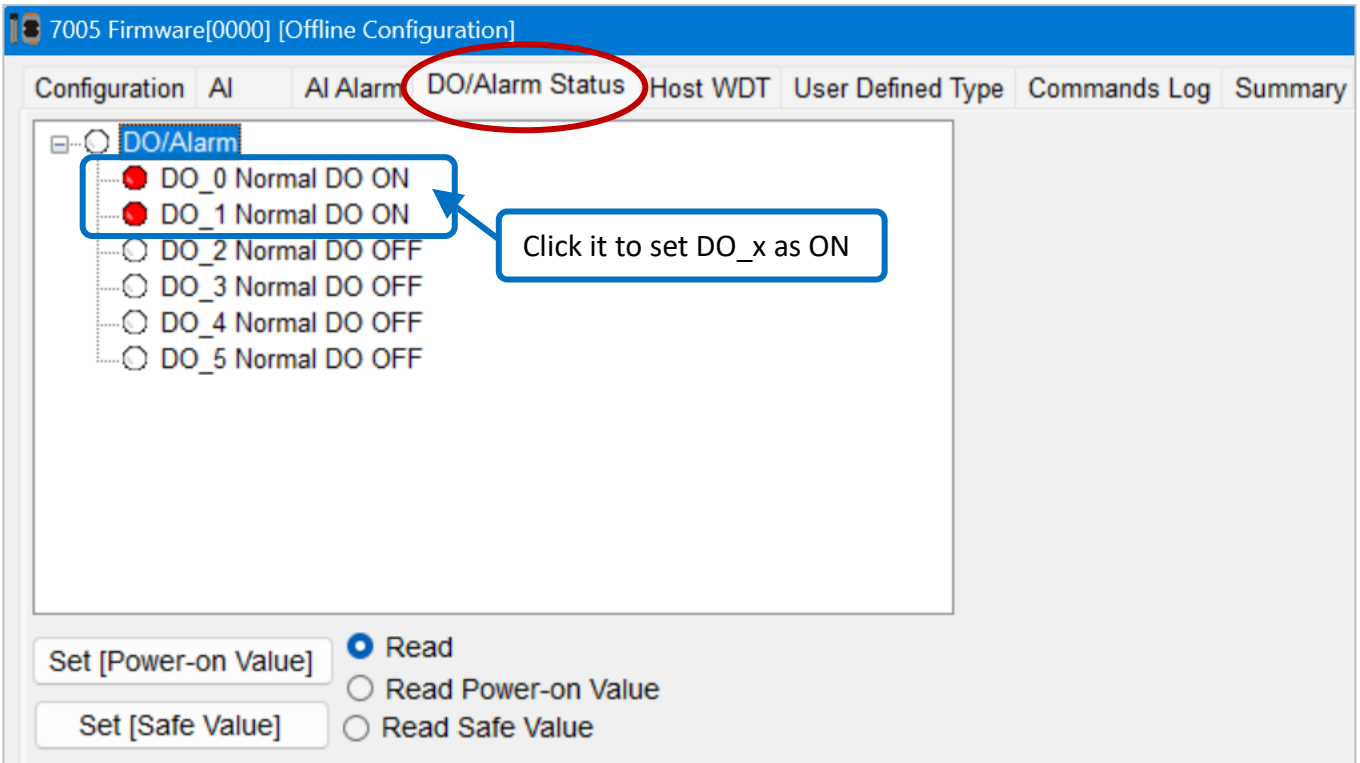 7005 Firmware[0000] [Offline Configuration]
Configuration AI AI Alarm DO/Alarm Status Host WDT User Defined Type Commands Log Summary
DO/Alarm
DO_0 Normal DO ON
DO_1 Normal DO ON
DO_2 Normal DO OFF
Click it to set DO_x as ON
DO_3 Normal DO OFF
DO_4 Normal DO OFF
DO_5 Normal DO OFF
Set [Power-on Value]
Read
Read Power-on Value
Set [Safe Value]
Read Safe Value